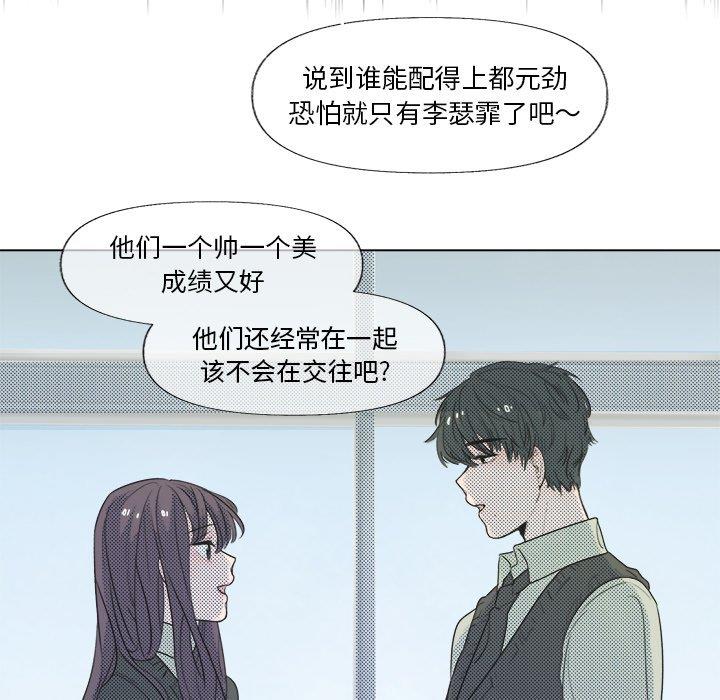 说到谁能配得上都元劲
恐怕就只有李瑟霏了吧～
他们一个帅一个美
成绩又好
他们还经常在一起
该不会在交往吧?